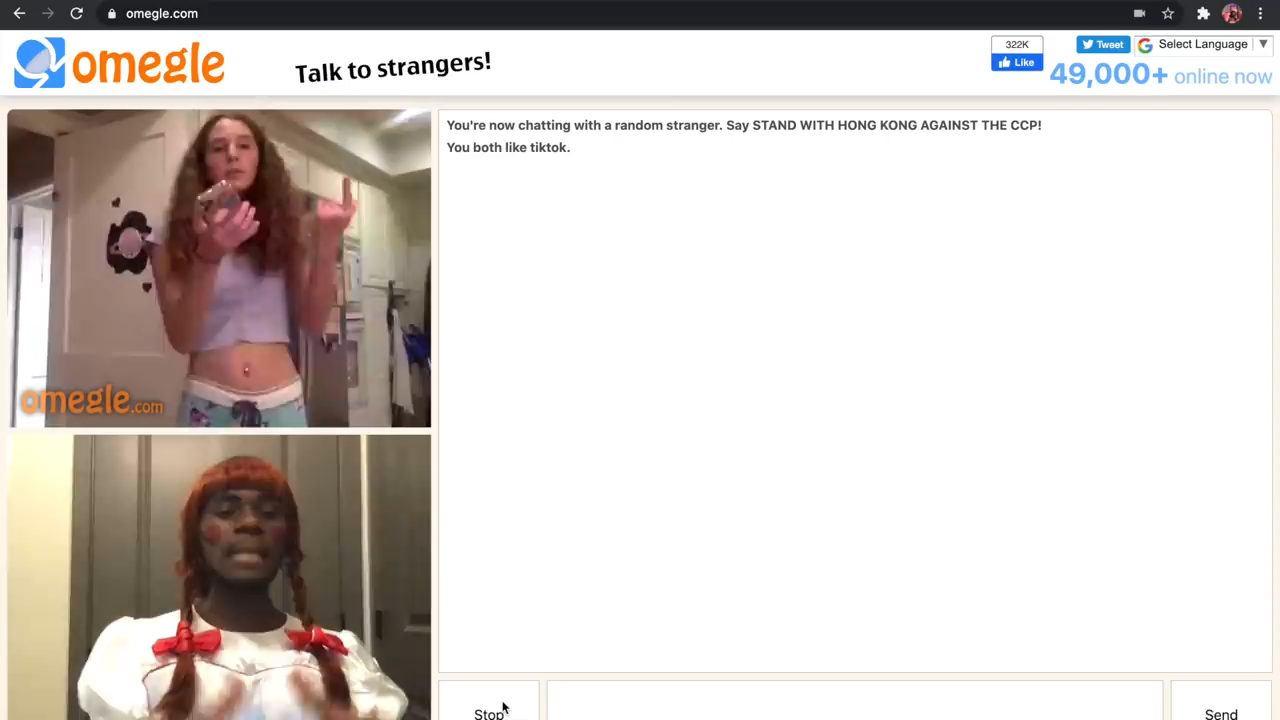 omegle.com
omegle
Talk to strangers!
322K
Like
Tweet
Select Language
49,000+ online now
You're now chatting with a random stranger. Say STAND WITH HONG KONG AGAINST THE CCP!
You both like tiktok.
omegle.com
Stop
Send